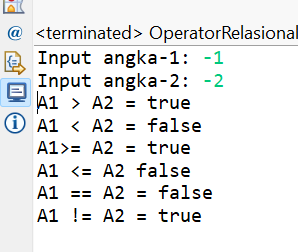 <terminated> OperatorRelasional
Input angka-1: -1
Input angka-2: -2
A1 > A2 = true
A1 < A2 = false
A1>= A2 = true
A1 <= A2 false
A1 == A2 = false
A1 != A2 = true